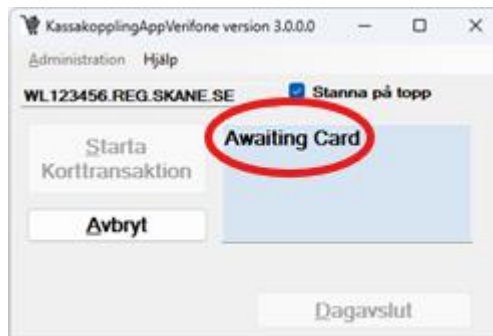 KassakopplingAppVerifone version 3.0.0.0
Administration Hjälp
WL123456.REG.SKANE.SE Stanna på topp
Starta
Korttransaktion
Awaiting Card
Avbryt
Dagavslut